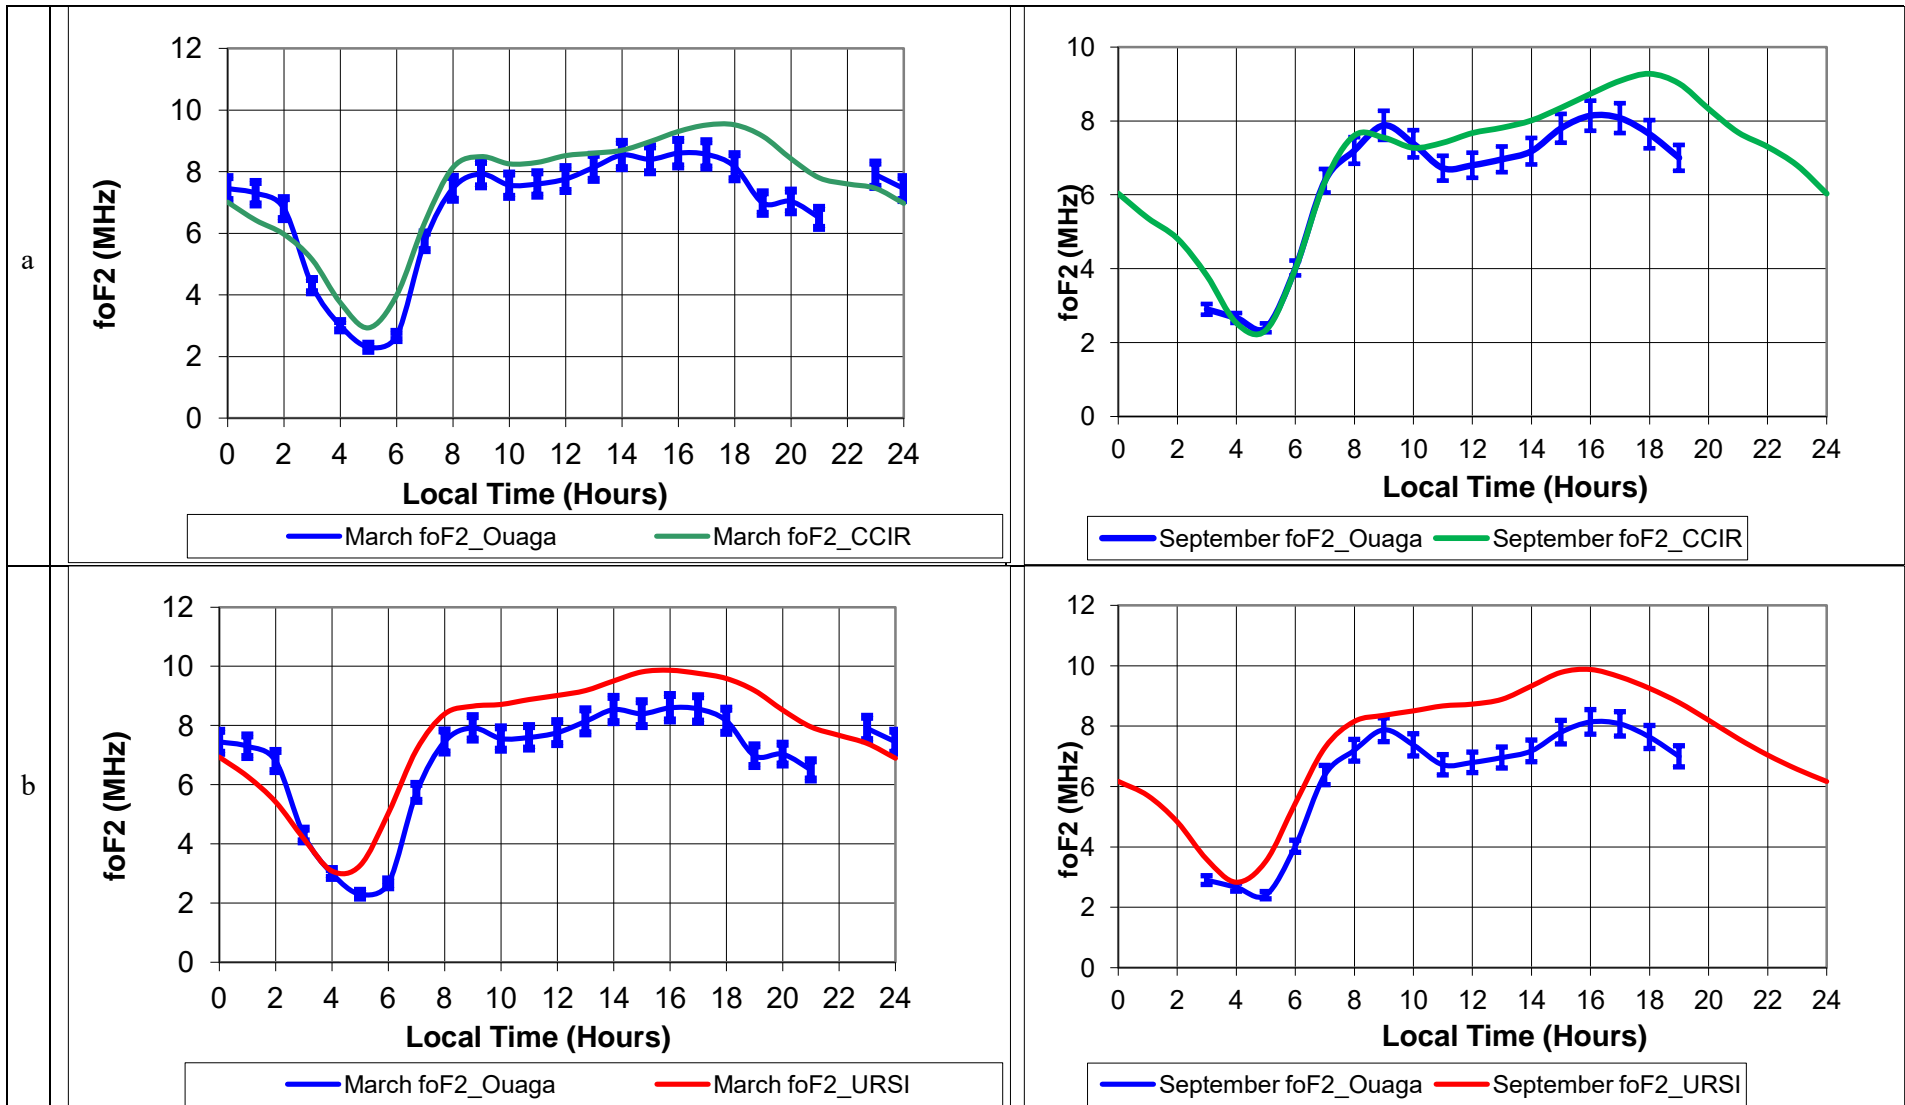 a
foF2 (MHz)
12
10
8
6
4
2
0
0 2 4 6 8 10 12 14 16 18 20 22 24
Local Time (Hours)
March foF2_Ouaga March foF2_CCIR
foF2 (MHz)
10
8
6
4
2
0
0 2 4 6 8 10 12 14 16 18 20 22 24
Local Time (Hours)
September foF2_Ouaga September foF2_CCIR
b
foF2 (MHz)
12
10
8
6
4
2
0
0 2 4 6 8 10 12 14 16 18 20 22 24
Local Time (Hours)
March foF2_Ouaga March foF2_URSI
foF2 (MHz)
12
10
8
6
4
2
0
0 2 4 6 8 10 12 14 16 18 20 22 24
Local Time (Hours)
September foF2_Ouaga September foF2_URSI